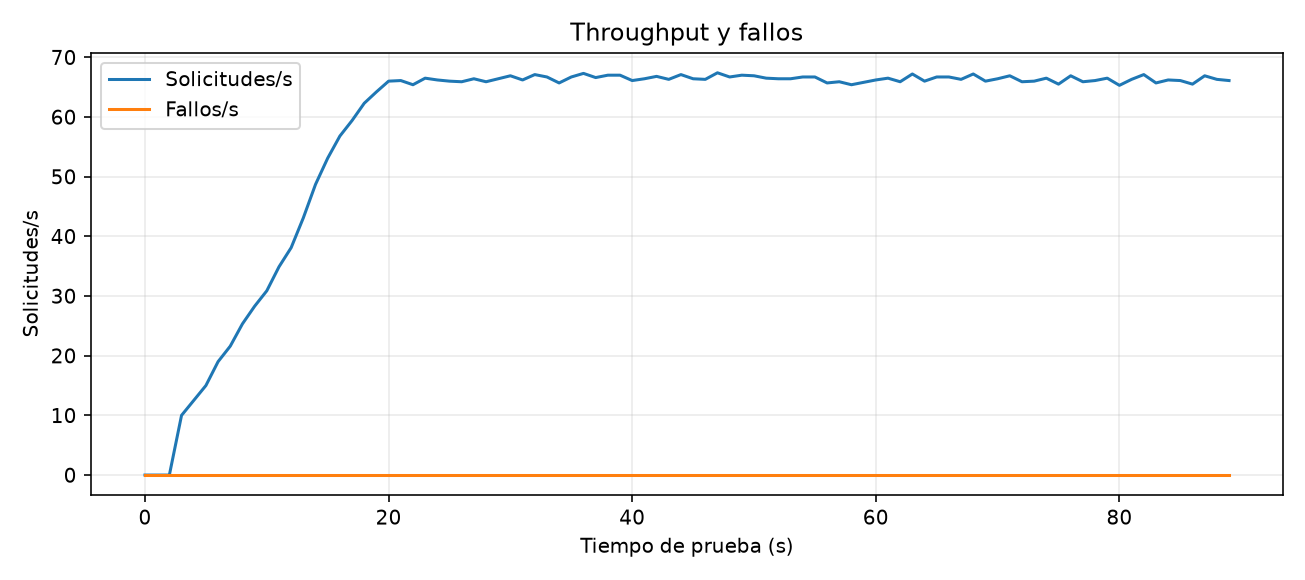 Throughput y fallos
Solicitudes/s
Fallos/s
Solicitudes/s
70
60
50
40
30
20
10
0
0 20 40 60 80
Tiempo de prueba (s)